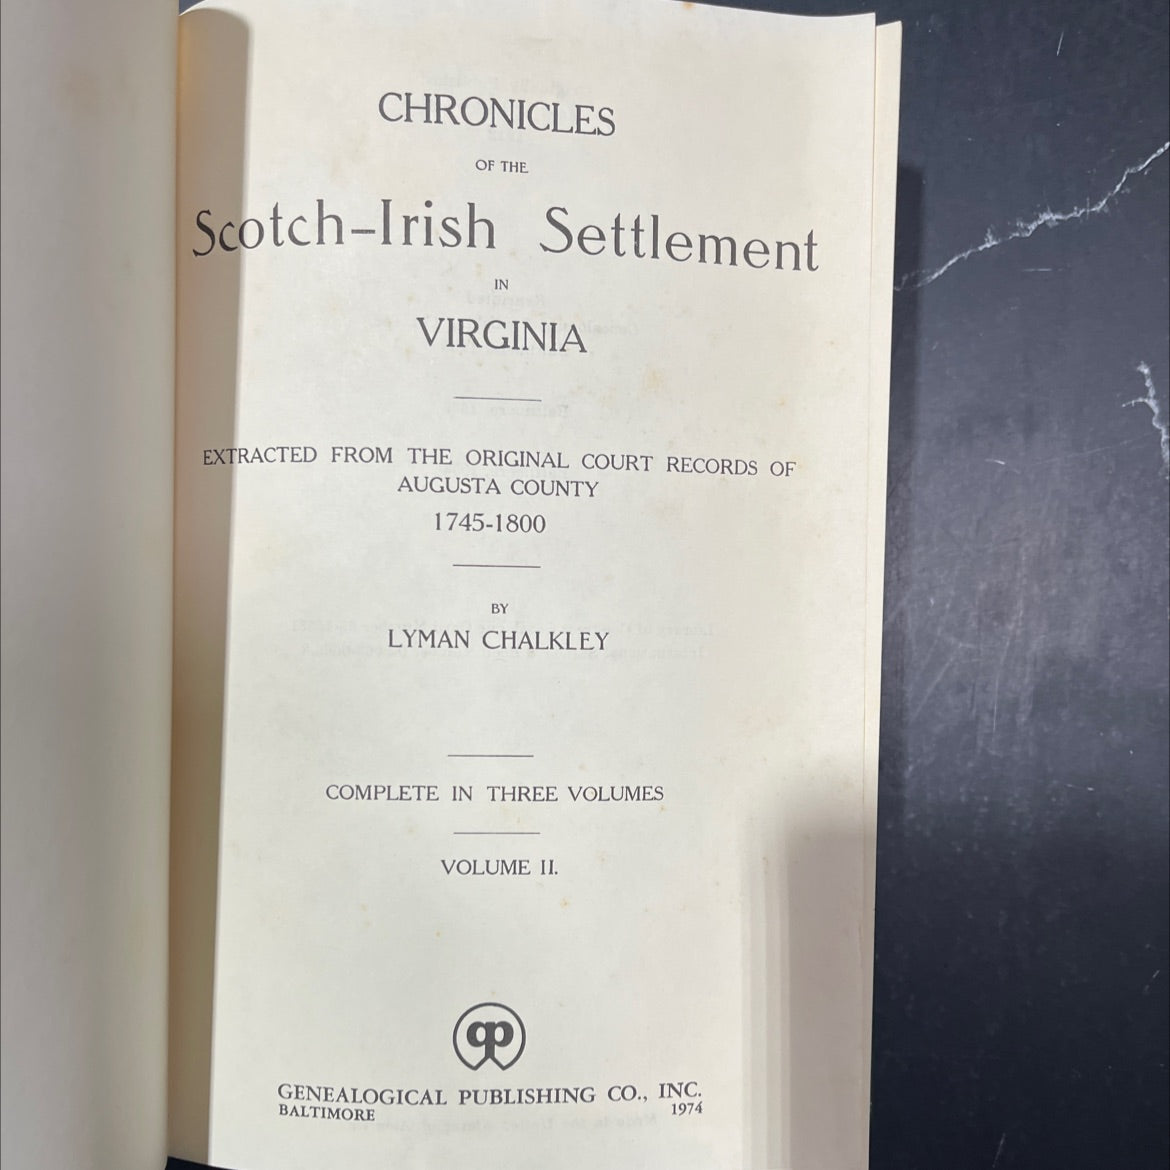 CHRONICLES
OF THE
Scotch-Irish Settlement
IN
VIRGINIA
EXTRACTED FROM THE ORIGINAL COURT RECORDS OF
AUGUSTA COUNTY
1745-1800
BY
LYMAN CHALKLEY
COMPLETE IN THREE VOLUMES
VOLUME II.
GENEALOGICAL PUBLISHING CO., INC.
BALTIMORE 1974